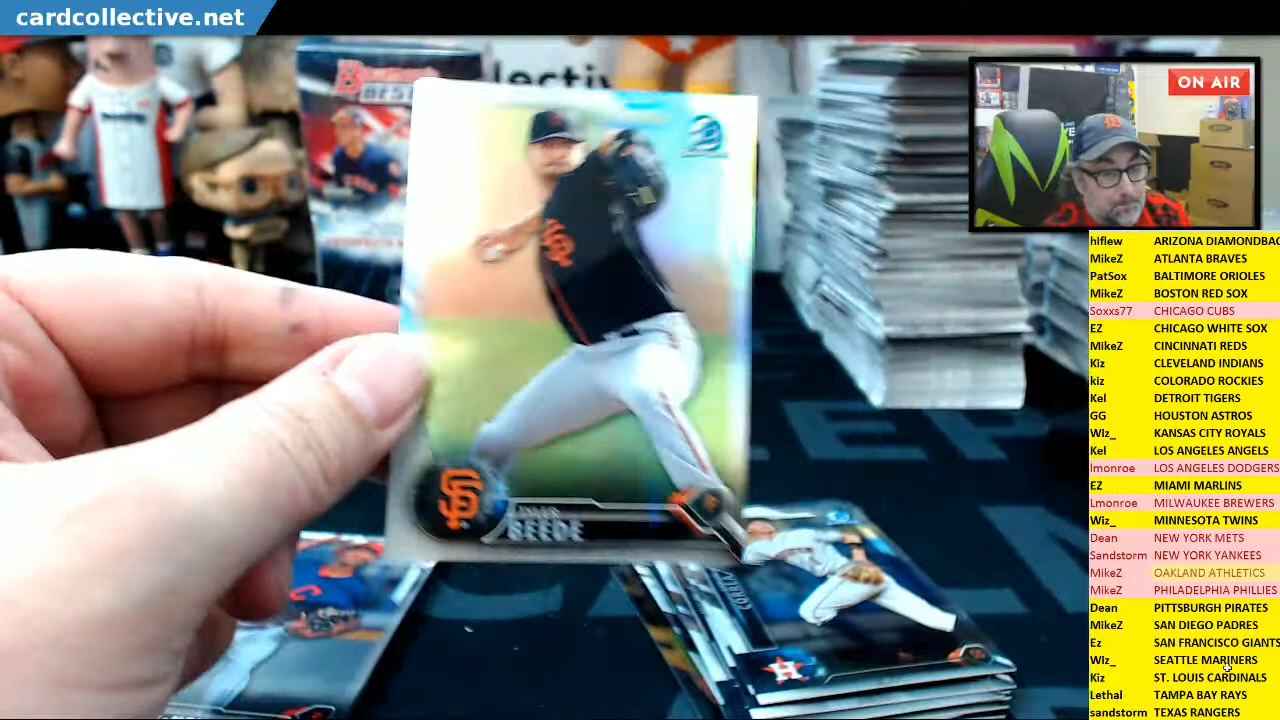 cardcollective.net
BEST
lectiv
ON AIR
SF
BEEDE
C
hlflew ARIZONA DIAMONDBAC
MikeZ ATLANTA BRAVES
PatSox BALTIMORE ORIOLES
MikeZ BOSTON RED SOX
Soxxs77 CHICAGO CUBS
EZ CHICAGO WHITE SOX
MikeZ CINCINNATI REDS
Kiz CLEVELAND INDIANS
kiz COLORADO ROCKIES
Kel DETROIT TIGERS
GG HOUSTON ASTROS
Wiz_ KANSAS CITY ROYALS
Kel LOS ANGELES ANGELS
lmonroe LOS ANGELES DODGERS
EZ MIAMI MARLINS
Lmonroe MILWAUKEE BREWERS
Wiz_ MINNESOTA TWINS
Dean NEW YORK METS
Sandstorm NEW YORK YANKEES
MikeZ OAKLAND ATHLETICS
MikeZ PHILADELPHIA PHILLIES
Dean PITTSBURGH PIRATES
MikeZ SAN DIEGO PADRES
Ez SAN FRANCISCO GIANTS
Wiz_ SEATTLE MARINERS
Kiz ST. LOUIS CARDINALS
Lethal TAMPA BAY RAYS
sandstorm TEXAS RANGERS